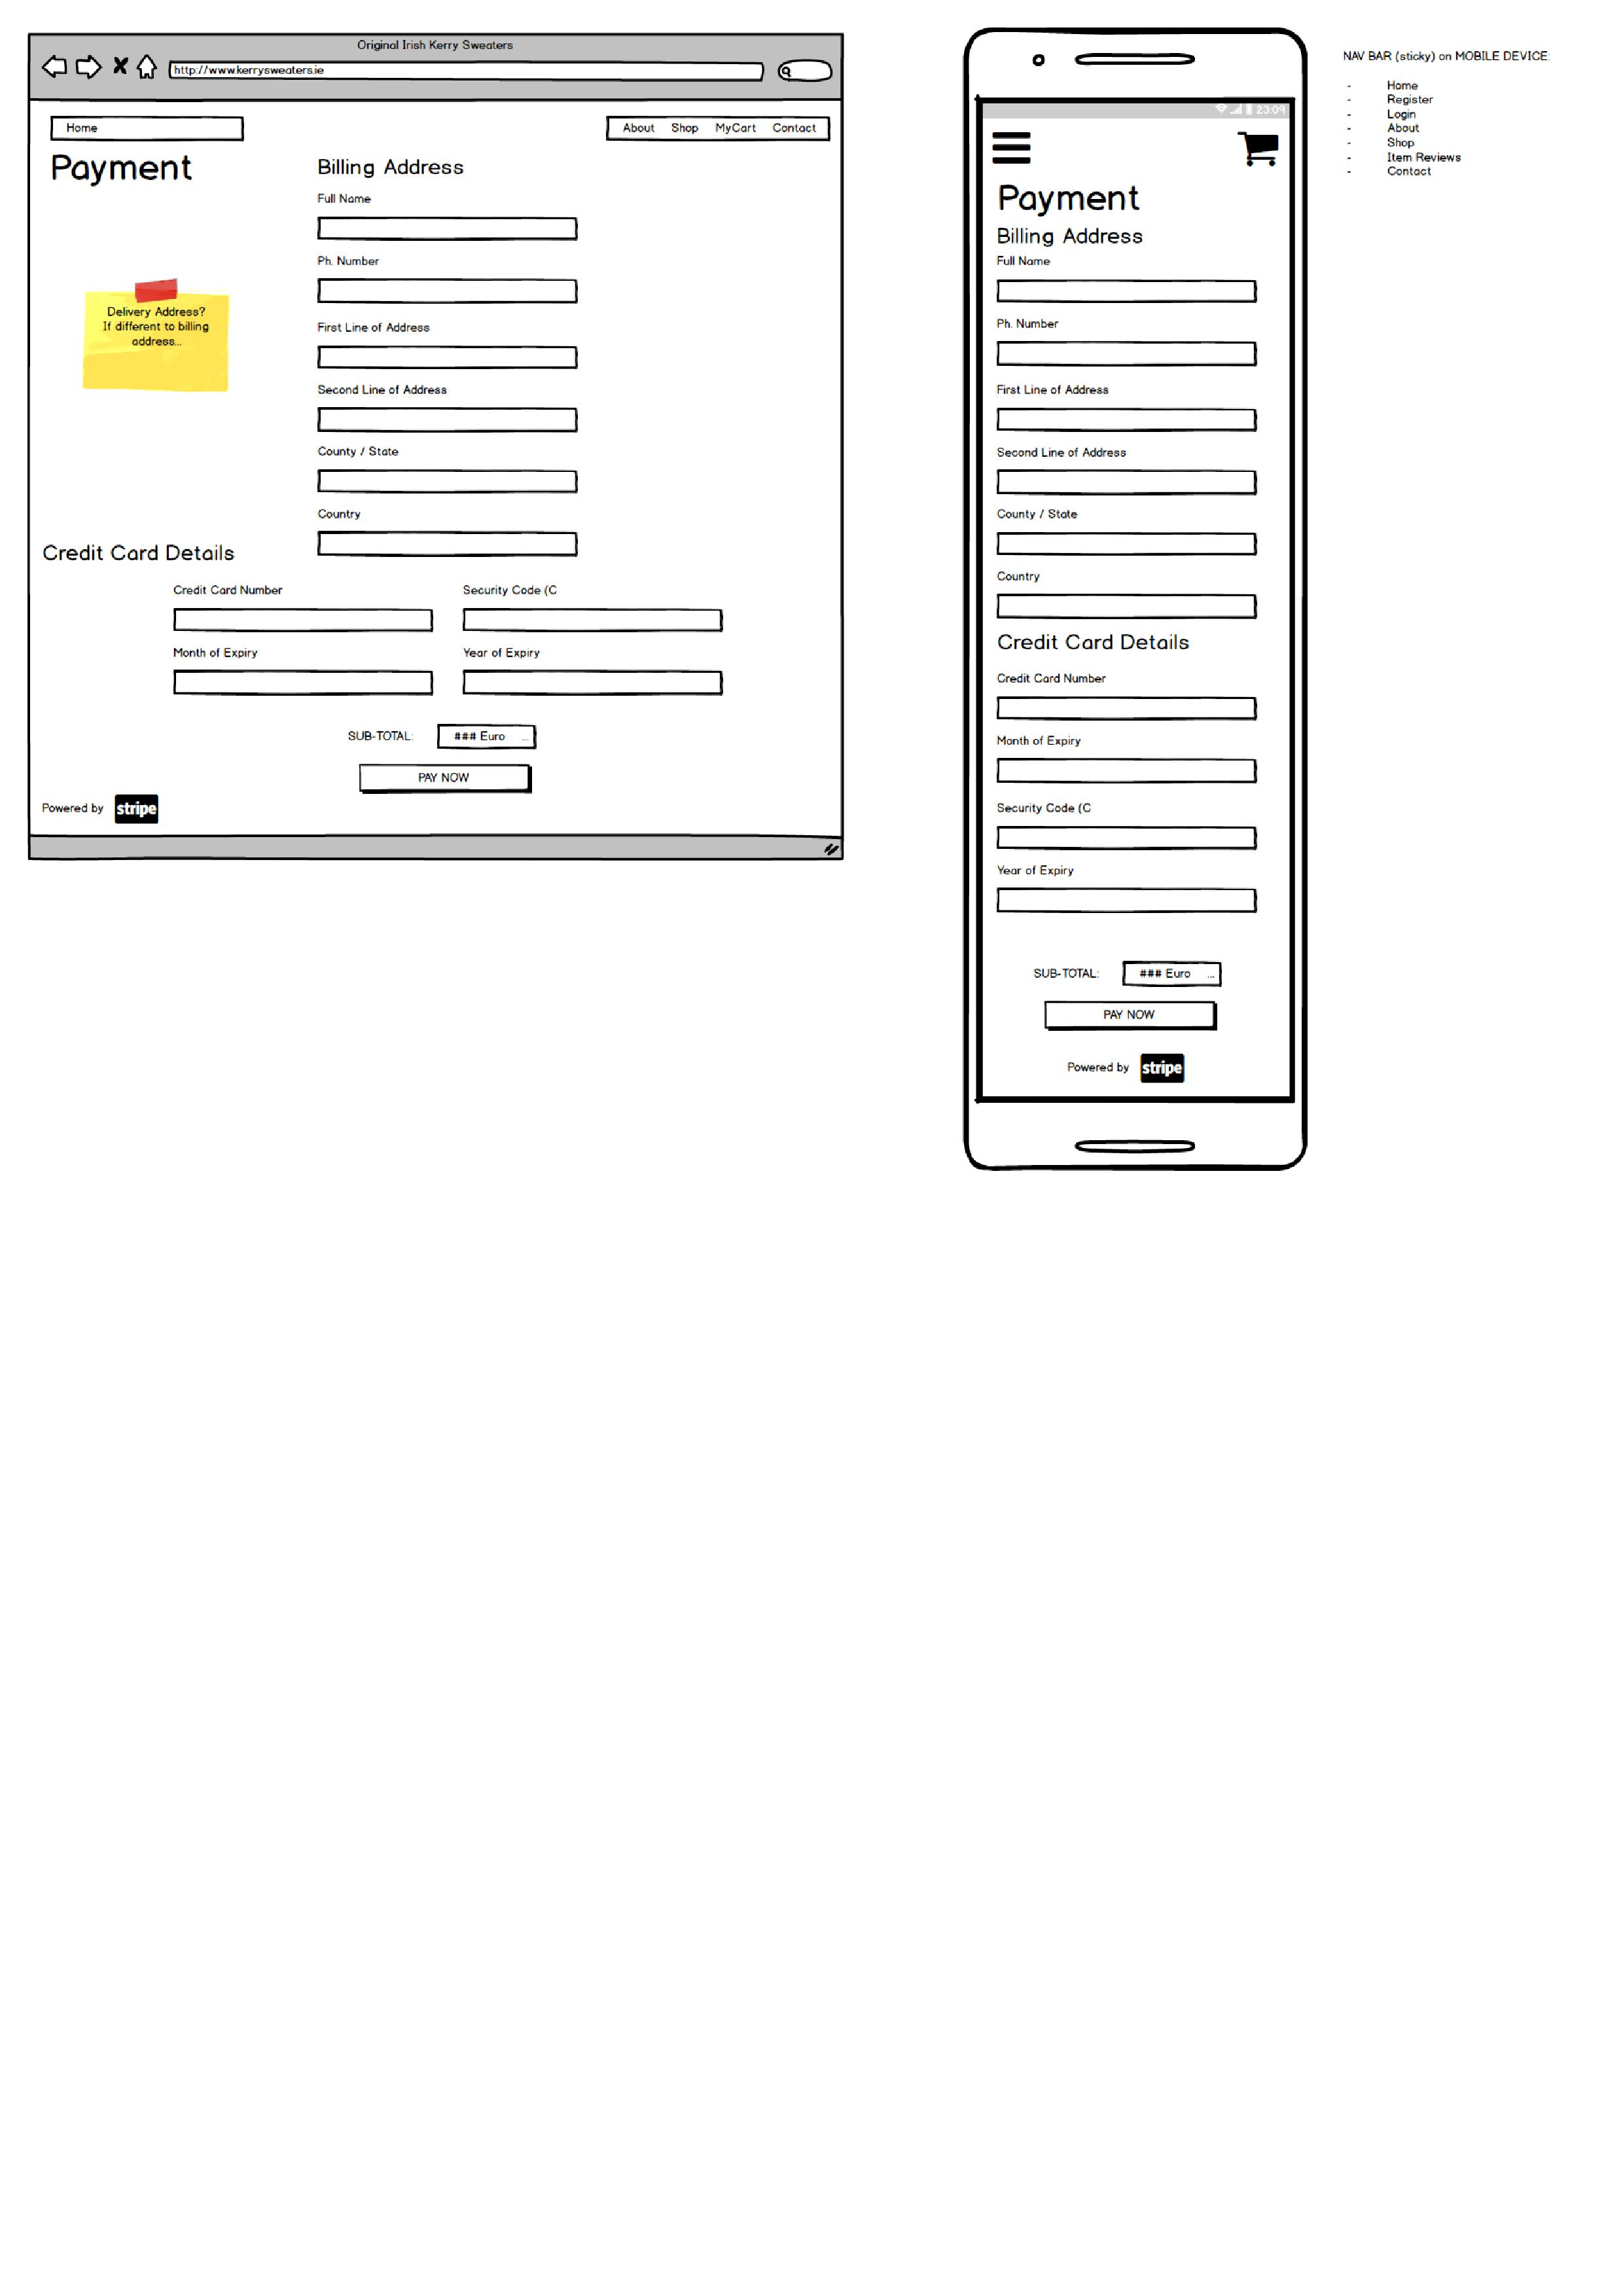 Original Irish Kerry Sweaters
http://www.kerrysweaters.ie
Home
About Shop MyCart Contact
Payment
Billing Address
Full Name
Ph. Number
Delivery Address?
If different to billing
address...
First Line of Address
Second Line of Address
County / State
Country
Credit Card Details
Credit Card Number
Security Code (C
Month of Expiry
Year of Expiry
SUB-TOTAL:
### Euro ...
PAY NOW
Powered by stripe
23:09
Payment
Billing Address
Full Name
Ph. Number
First Line of Address
Second Line of Address
County / State
Country
Credit Card Details
Credit Card Number
Month of Expiry
Security Code (C
Year of Expiry
SUB-TOTAL:
### Euro ...
PAY NOW
Powered by stripe
NAV BAR (sticky) on MOBILE DEVICE:
- Home
- Register
- Login
- About
- Shop
- Item Reviews
- Contact